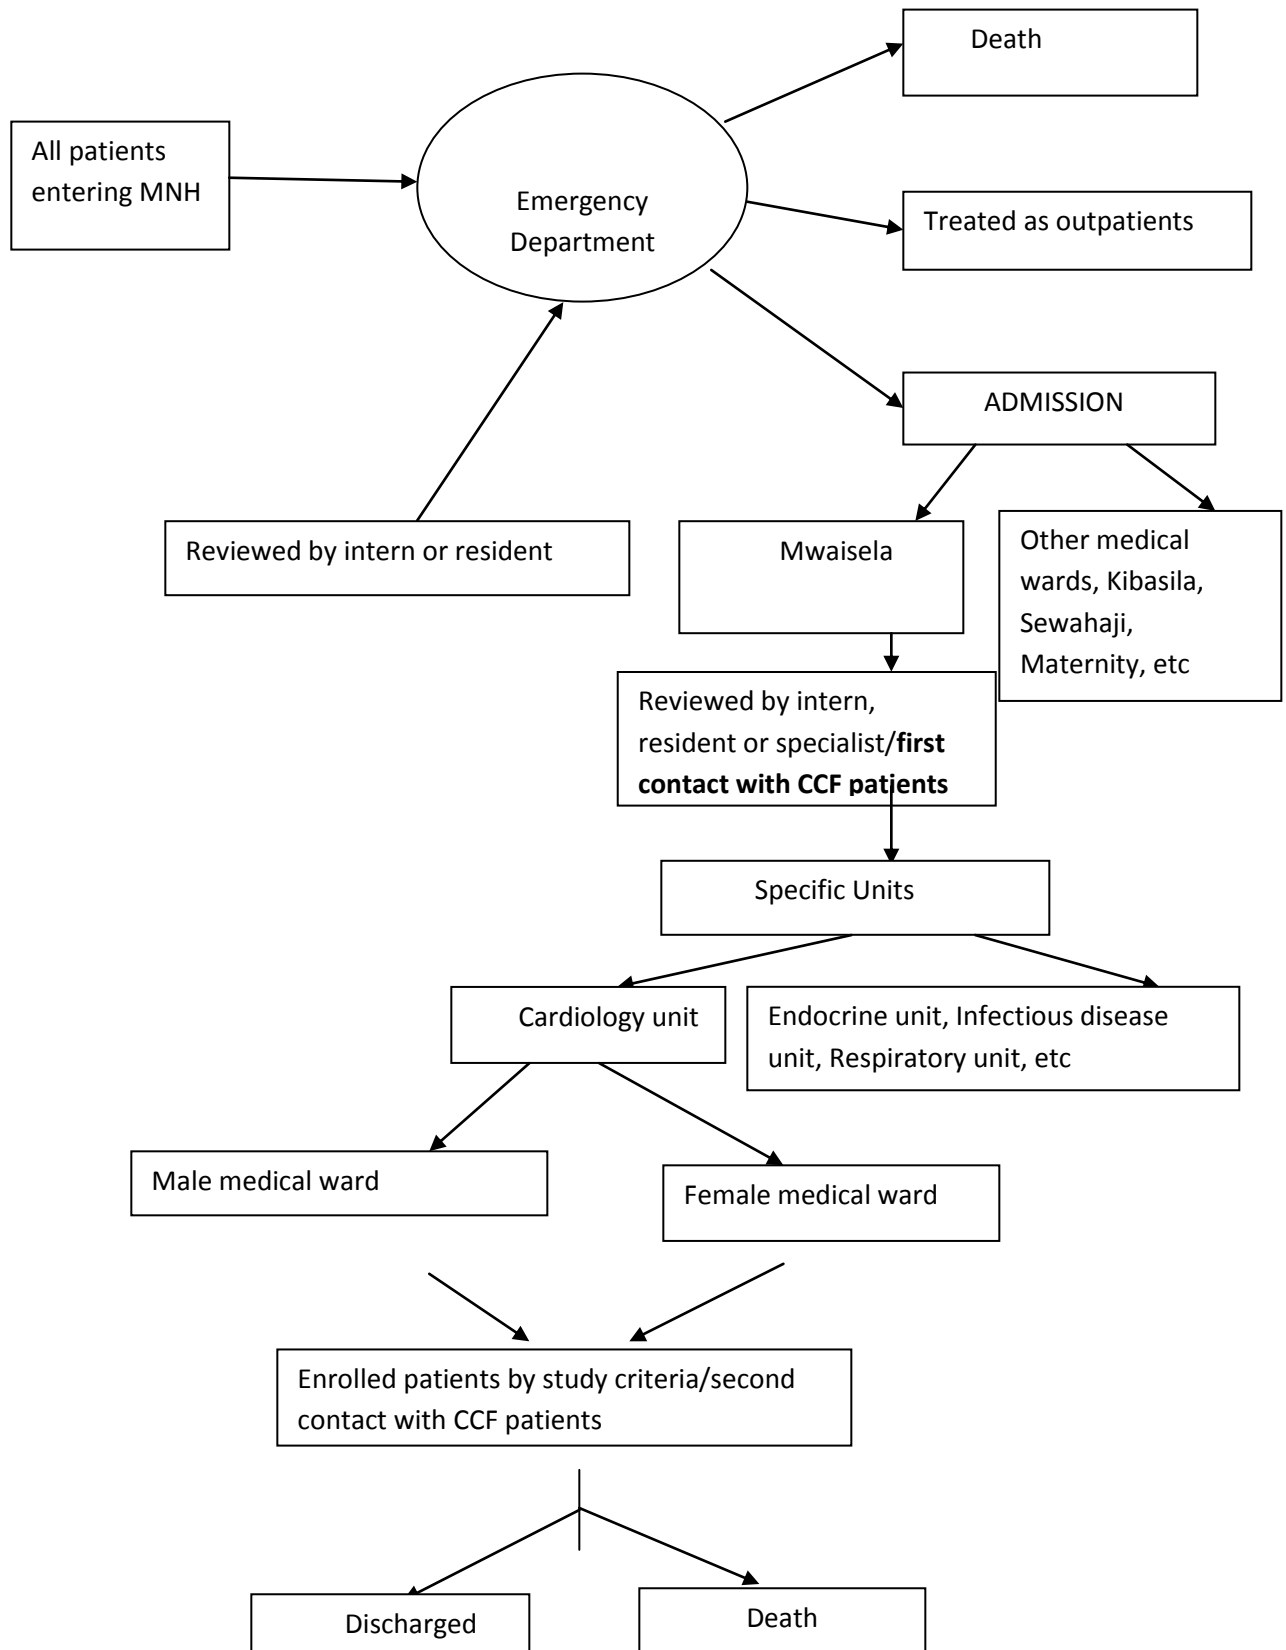 Death
All patients
entering MNH
Emergency
Department
Treated as outpatients
ADMISSION
Reviewed by intern or resident
Mwaisela
Other medical
wards, Kibasila,
Sewahaji,
Maternity, etc
Reviewed by intern,
resident or specialist/first
contact with CCF patients
Specific Units
Cardiology unit
Endocrine unit, Infectious disease
unit, Respiratory unit, etc
Male medical ward
Female medical ward
Enrolled patients by study criteria/second
contact with CCF patients
Discharged
Death